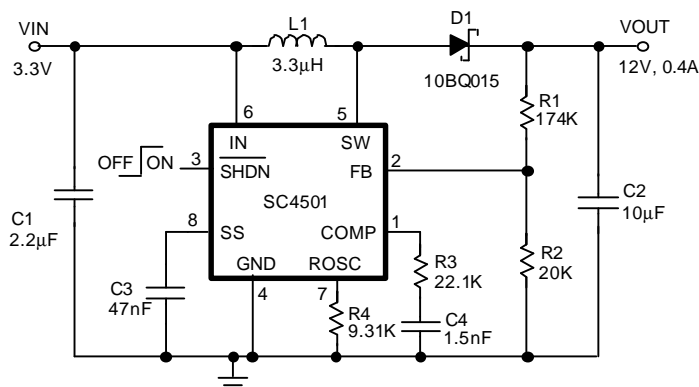 VIN
3.3V
L1
3.3μH
D1
10BQ015
VOUT
12V, 0.4A
R1
174K
6
5
IN
SW
OFF
ON
3
SHDN
FB
2
SC4501
C1
2.2μF
8
SS
COMP
1
C2
10μF
GND
ROSC
R3
22.1K
R2
20K
C3
47nF
4
7
R4
9.31K
C4
1.5nF